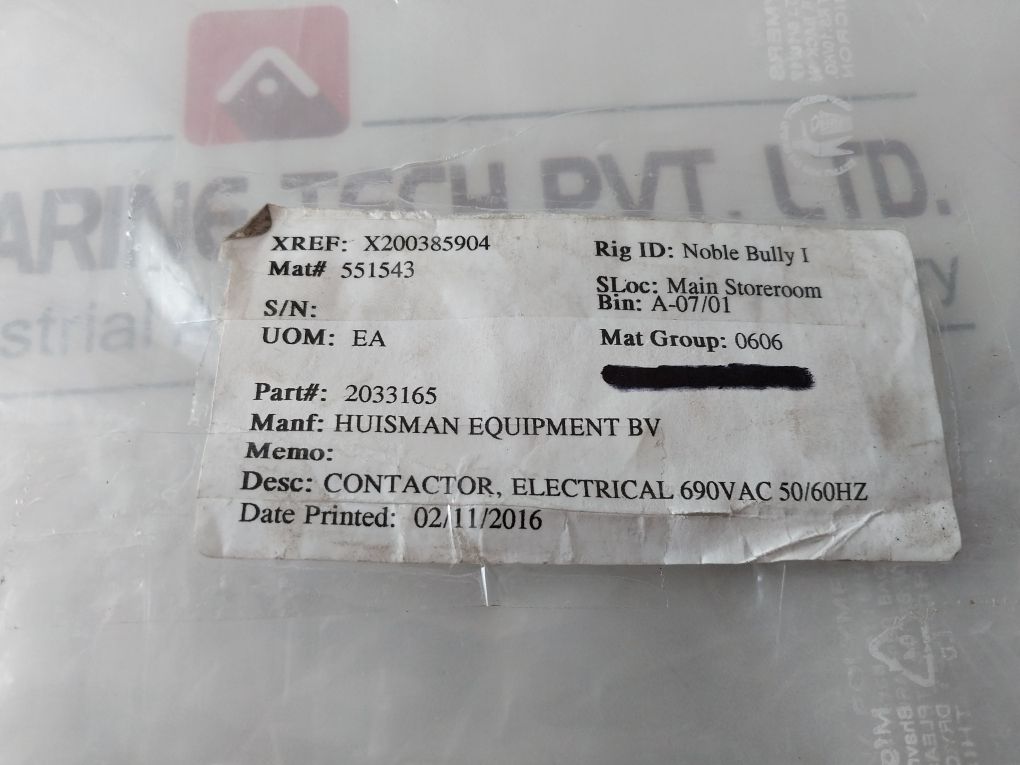 ARINE TECH PVT. LTD.
XREF: X200385904
Mat# 551543
S/N:
UOM: EA
Rig ID: Noble Bully I
SLoc: Main Storeroom
Bin: A-07/01
Mat Group: 0606
Part#: 2033165
Manf: HUISMAN EQUIPMENT BV
Memo:
Desc: CONTACTOR, ELECTRICAL 690VAC 50/60HZ
Date Printed: 02/11/2016